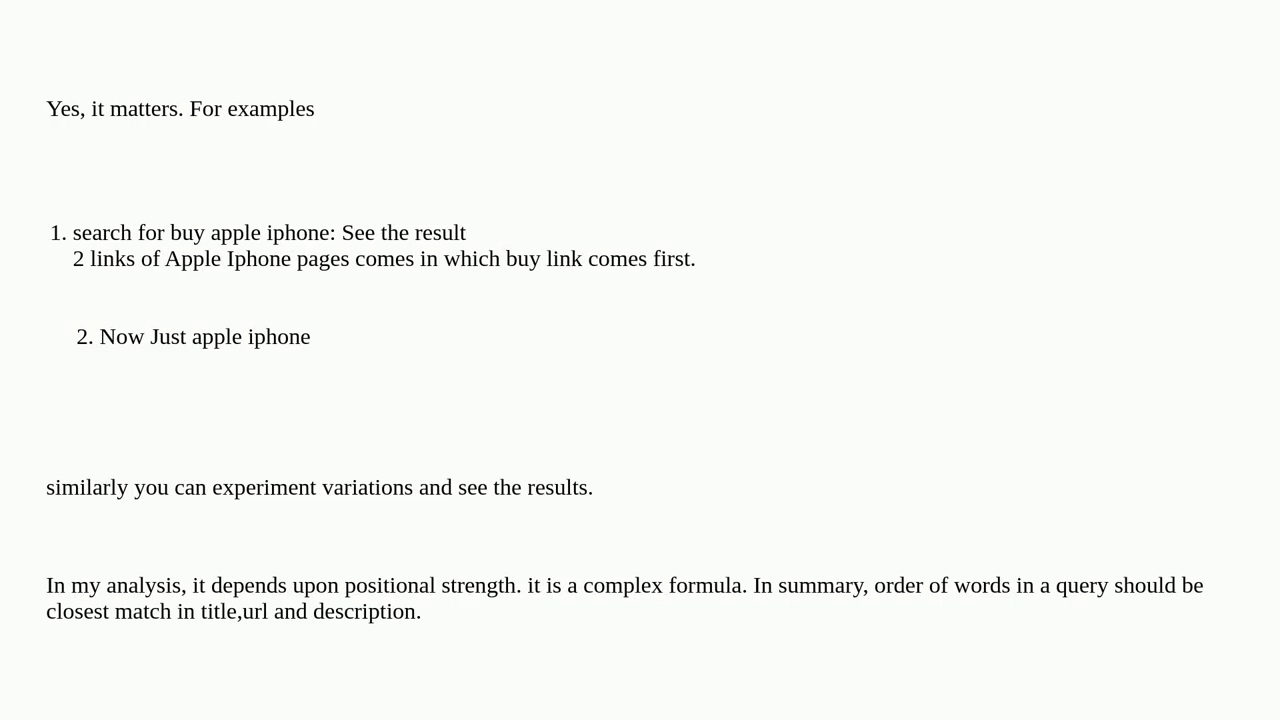 Yes, it matters. For examples
1. search for buy apple iphone: See the result
2 links of Apple Iphone pages comes in which buy link comes first.
2. Now Just apple iphone
similarly you can experiment variations and see the results.
In my analysis, it depends upon positional strength. it is a complex formula. In summary, order of words in a query should be
closest match in title,url and description.